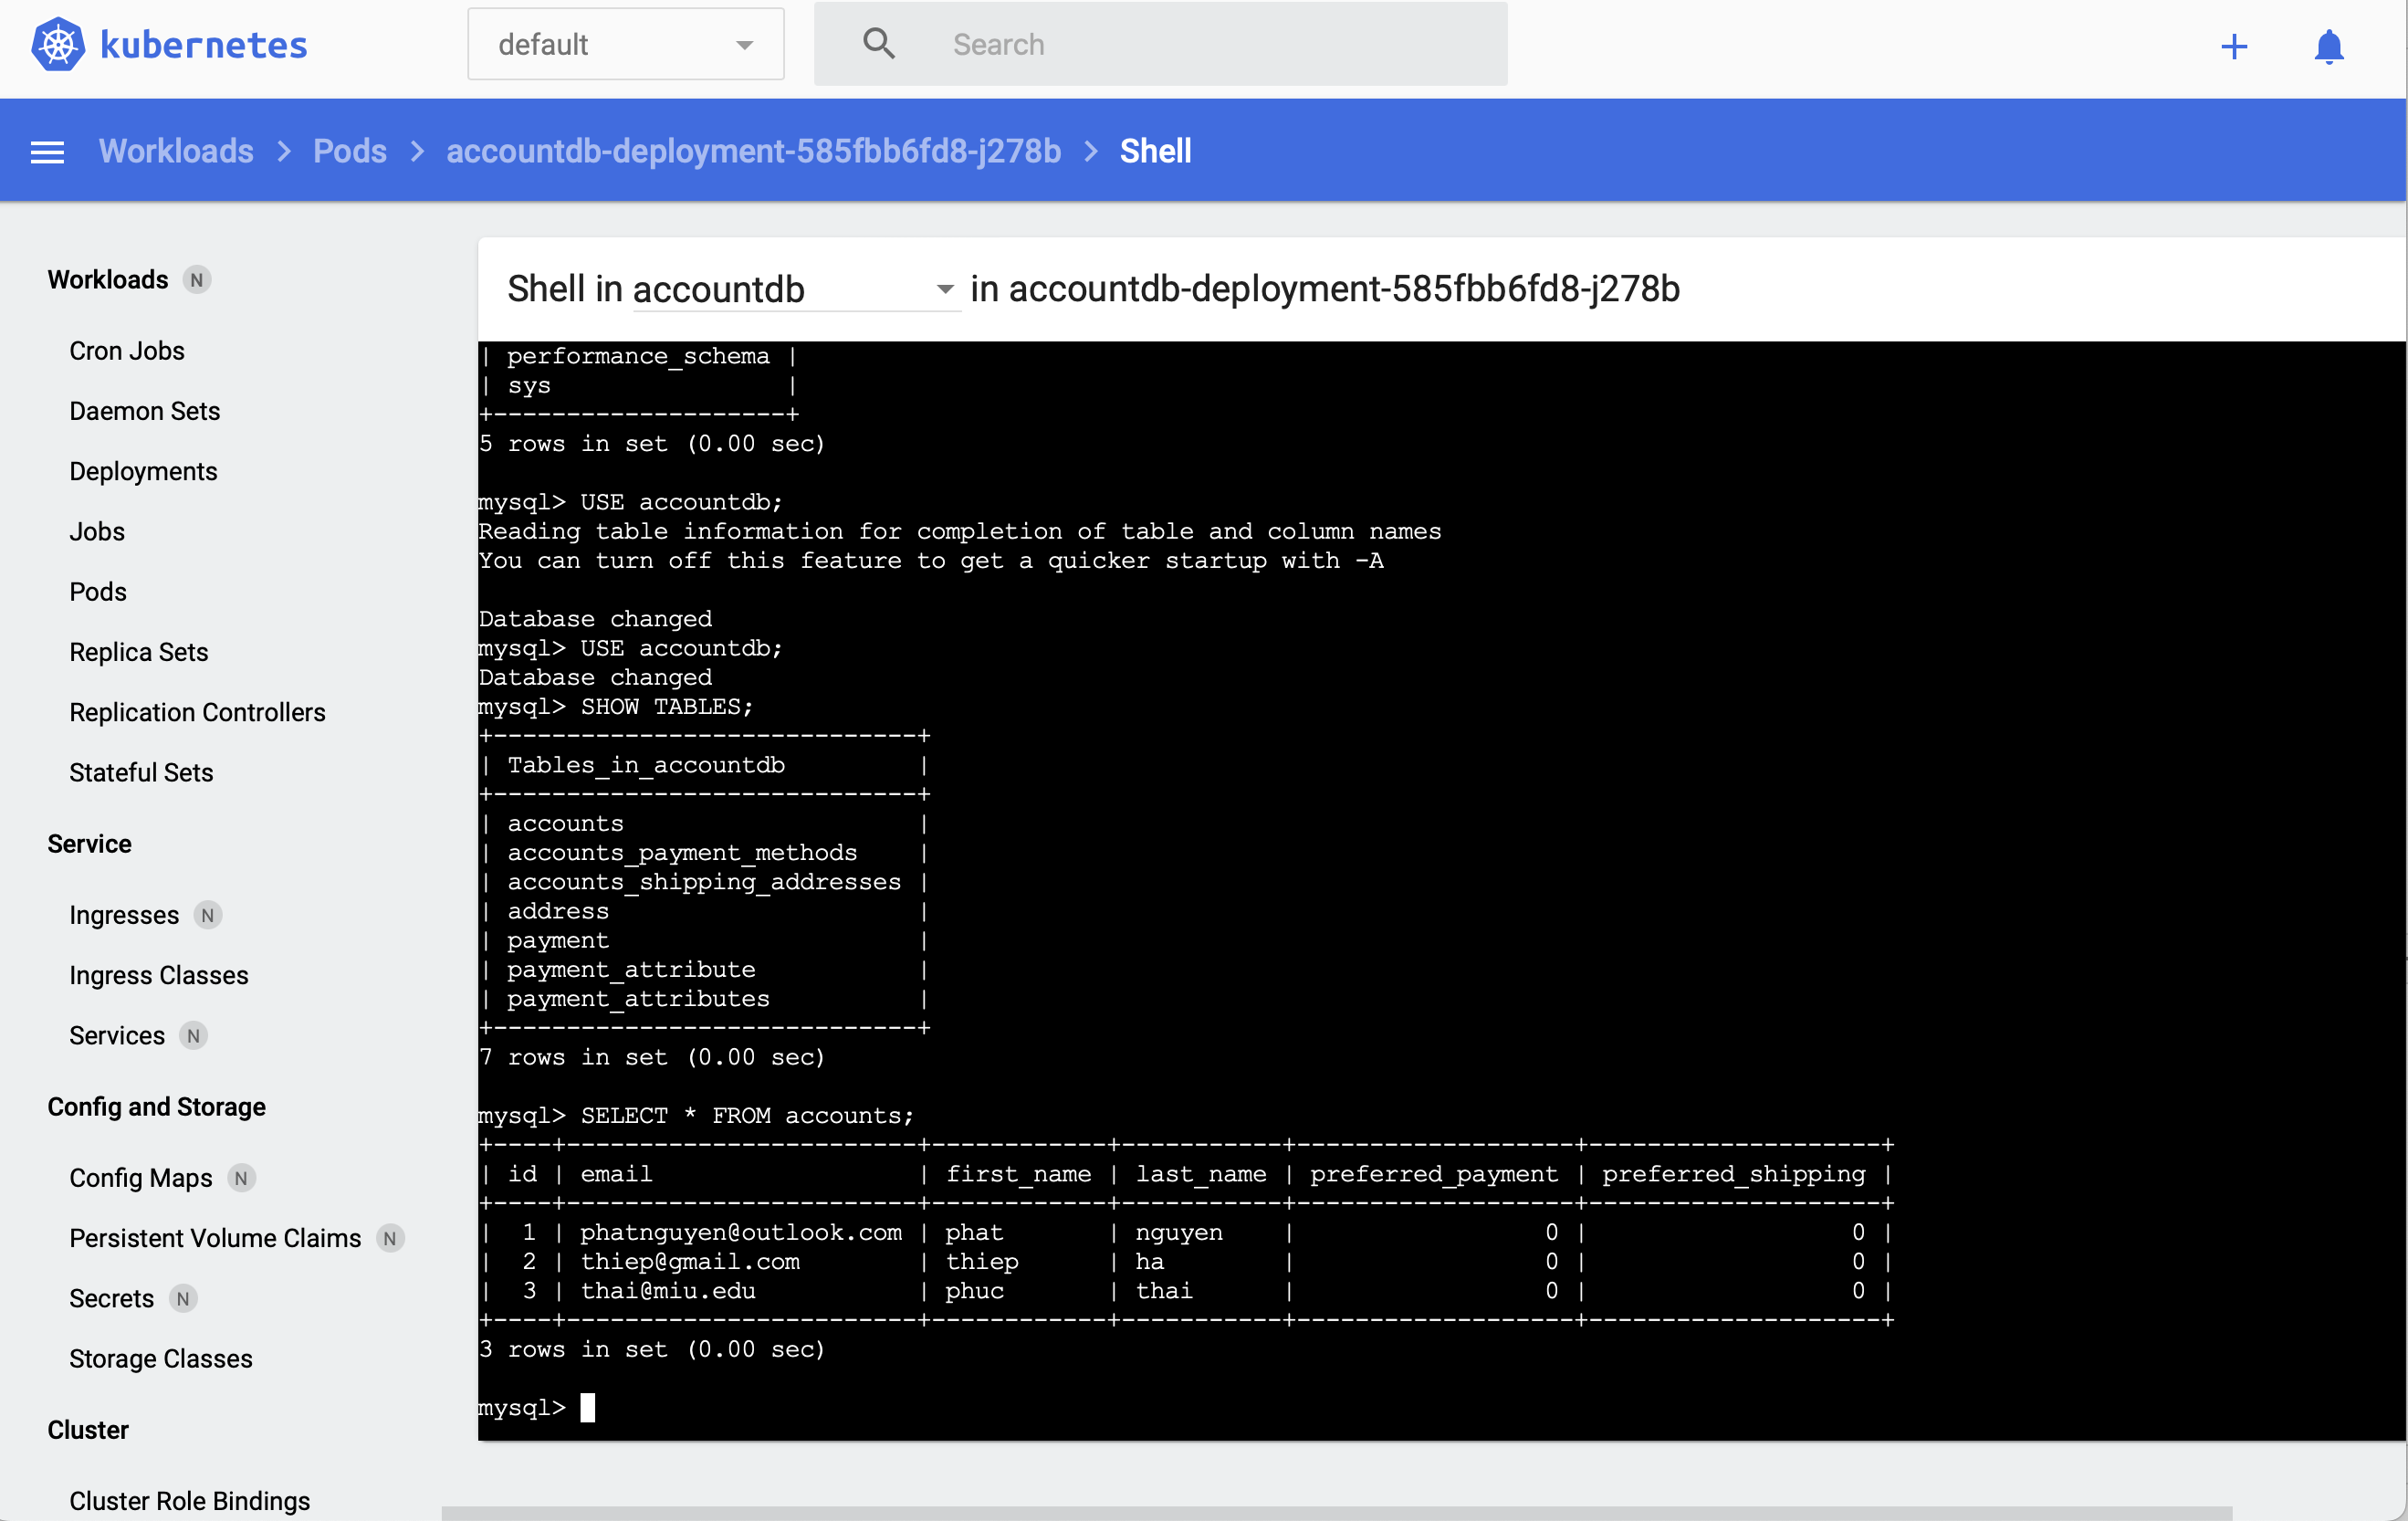 kubernetes
default
Search
Workloads > Pods > accountdb-deployment-585fbb6fd8-j278b > Shell
Workloads N
Cron Jobs
Daemon Sets
Deployments
Jobs
Pods
Replica Sets
Replication Controllers
Stateful Sets
Service
Ingresses N
Ingress Classes
Services N
Config and Storage
Config Maps N
Persistent Volume Claims N
Secrets N
Storage Classes
Cluster
Cluster Role Bindings
Shell in accountdb in accountdb-deployment-585fbb6fd8-j278b
| performance_schema |
| sys                |
+--------------------+
5 rows in set (0.00 sec)
mysql> USE accountdb;
Reading table information for completion of table and column names
You can turn off this feature to get a quicker startup with -A
Database changed
mysql> USE accountdb;
Database changed
mysql> SHOW TABLES;
+-----------------------------+
| Tables_in_accountdb         |
+-----------------------------+
| accounts                    |
| accounts_payment_methods    |
| accounts_shipping_addresses |
| address                     |
| payment                     |
| payment_attribute           |
| payment_attributes          |
+-----------------------------+
7 rows in set (0.00 sec)
mysql> SELECT * FROM accounts;
+----+------------------------+------------+-----------+-------------------+--------------------+
| id | email                  | first_name | last_name | preferred_payment | preferred_shipping |
+----+------------------------+------------+-----------+-------------------+--------------------+
|  1 | phatnguyen@outlook.com | phat       | nguyen    |                 0 |                  0 |
|  2 | thiep@gmail.com        | thiep      | ha        |                 0 |                  0 |
|  3 | thai@miu.edu           | phuc       | thai      |                 0 |                  0 |
+----+------------------------+------------+-----------+-------------------+--------------------+
3 rows in set (0.00 sec)
mysql>